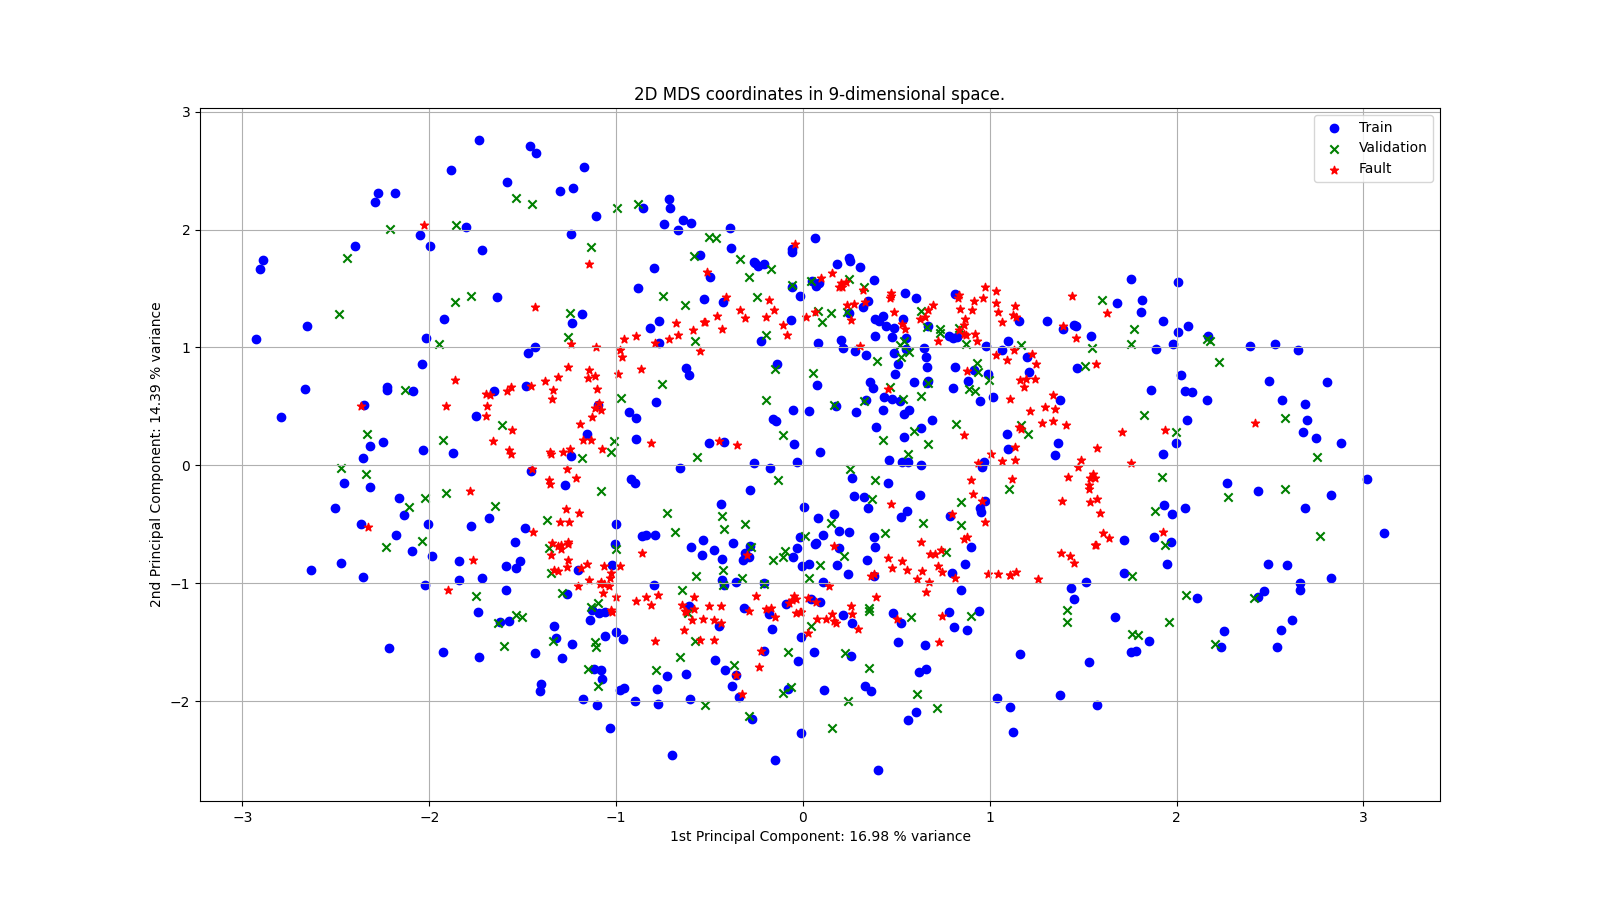 2D MDS coordinates in 9-dimensional space.
3
2
1
0
−1
−2
2nd Principal Component: 14.39 % variance
Train
Validation
Fault
−3
−2
−1
0
1
2
3
1st Principal Component: 16.98 % variance